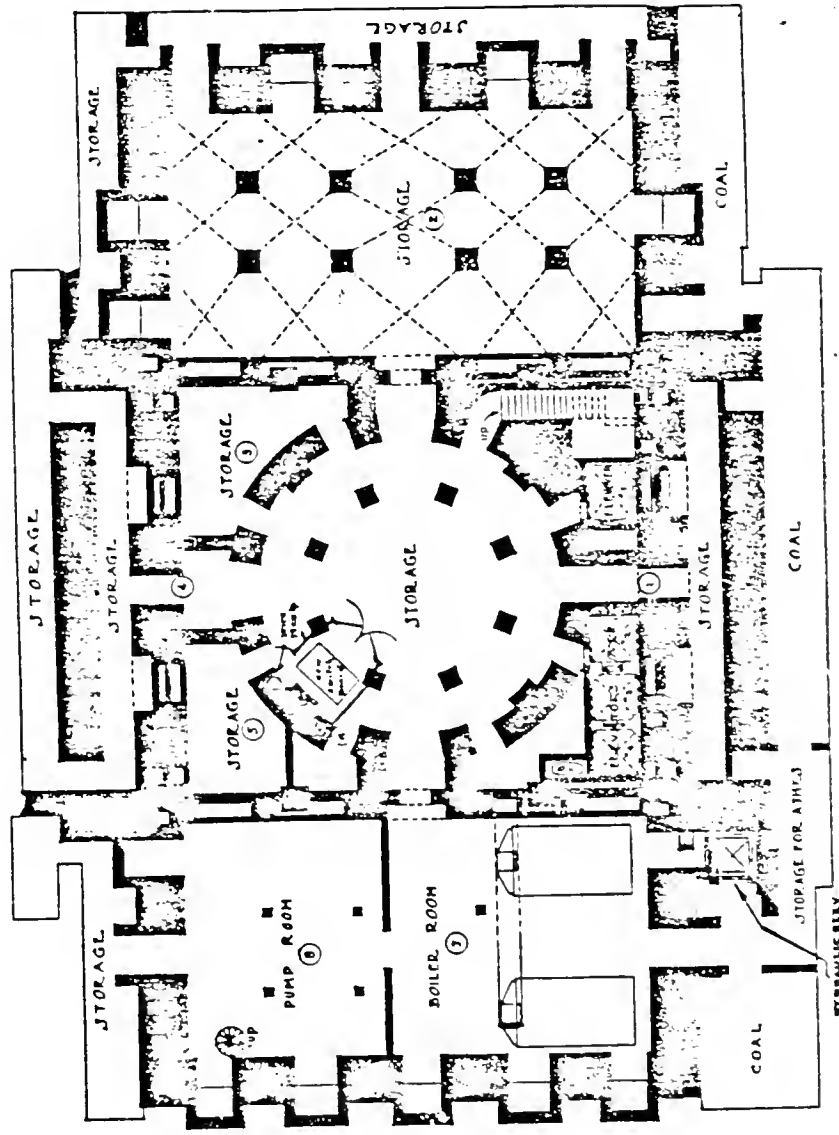 STORAGE
STORAGE
STORAGE
2
COAL
STORAGE
STORAGE
STORAGE
3
4
UP
STORAGE
STORAGE
5
1
STORAGE
COAL
STORAGE
PUMP ROOM
8
UP
BOILER ROOM
7
STORAGE FOR ASHES
COAL